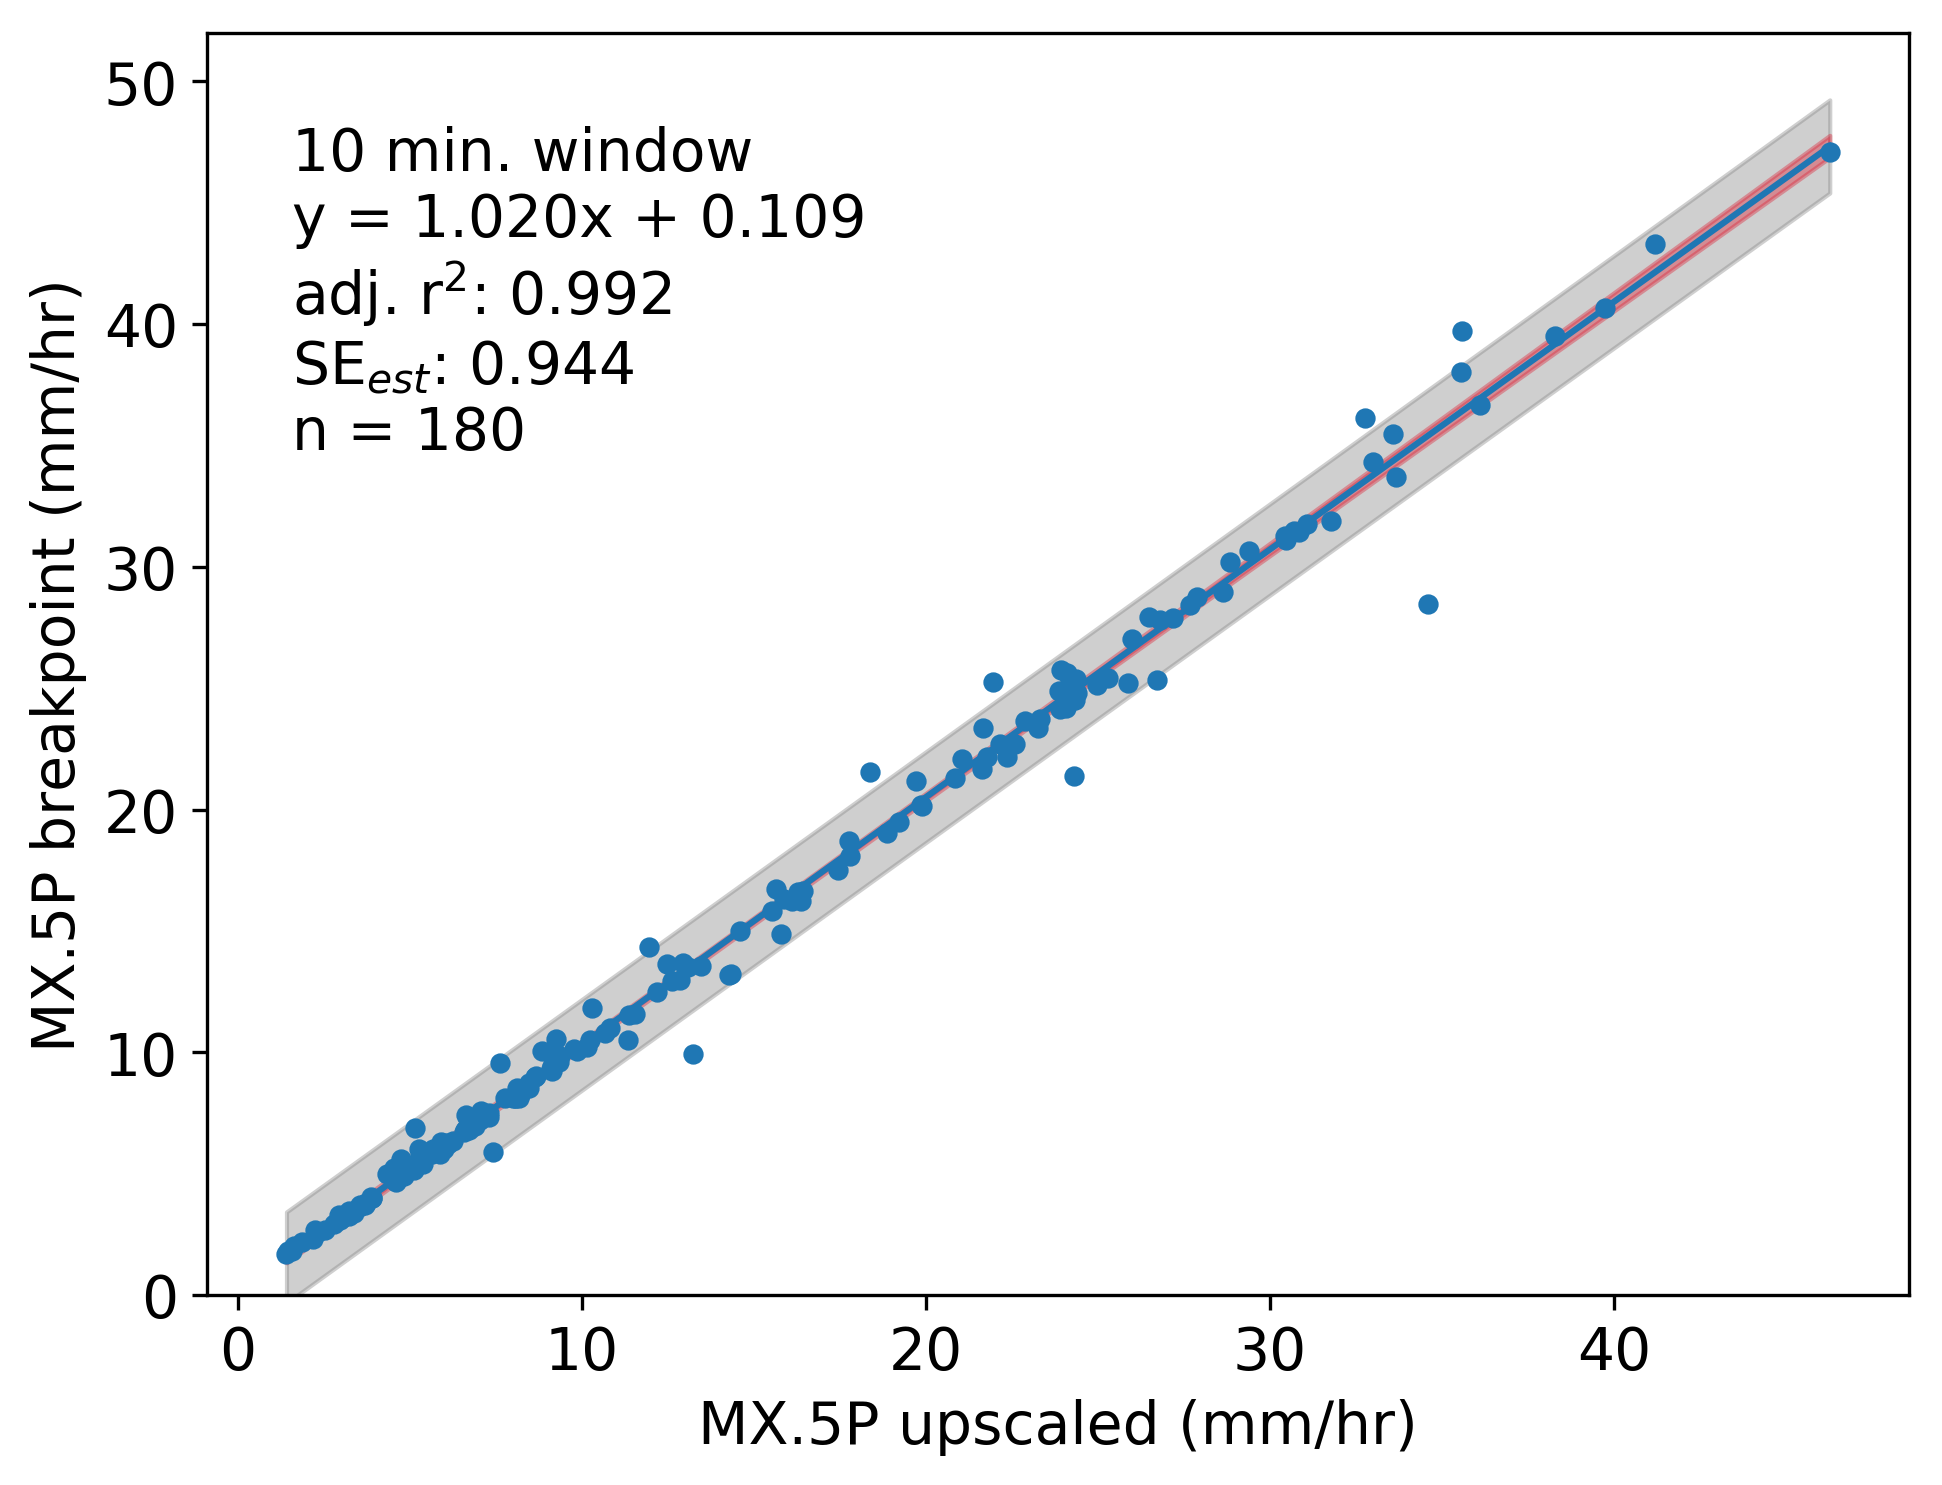 10 min. window
y = 1.020x + 0.109
adj. r²: 0.992
SEₑₛₜ: 0.944
n = 180
MX.5P breakpoint (mm/hr)
50
40
30
20
10
0
0 10 20 30 40
MX.5P upscaled (mm/hr)